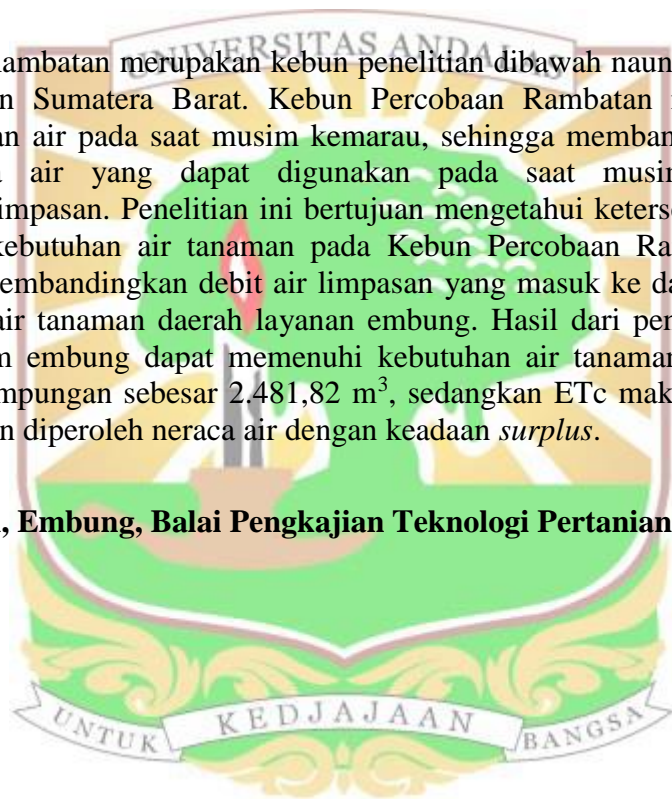 UNIVERSITAS ANDALAS
ambatan merupakan kebun penelitian dibawah naun
n Sumatera Barat. Kebun Percobaan Rambatan
an air pada saat musim kemarau, sehingga memban
air yang dapat digunakan pada saat musim
impasan. Penelitian ini bertujuan mengetahui keterse
kebutuhan air tanaman pada Kebun Percobaan Ra
embandingkan debit air limpasan yang masuk ke da
air tanaman daerah layanan embung. Hasil dari pen
m embung dapat memenuhi kebutuhan air tanaman
mpungan sebesar 2.481,82 m³, sedangkan ETc mak
n diperoleh neraca air dengan keadaan surplus.
, Embung, Balai Pengkajian Teknologi Pertanian
UNTUK KEDJAJAAN BANGSA